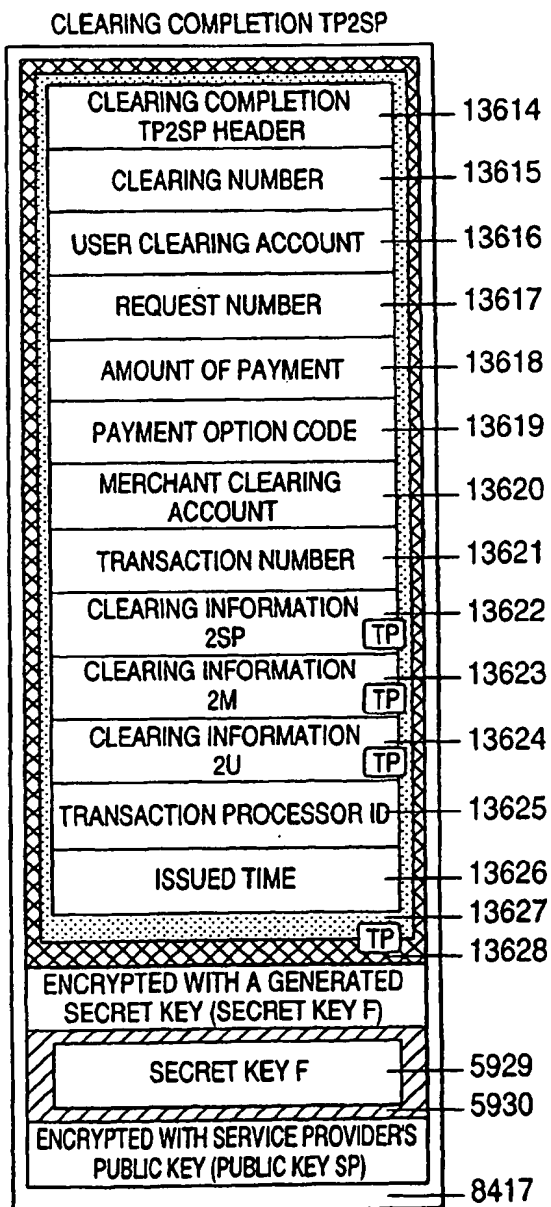 CLEARING COMPLETION TP2SP
CLEARING COMPLETION
TP2SP HEADER
13614
CLEARING NUMBER
13615
USER CLEARING ACCOUNT
13616
REQUEST NUMBER
13617
AMOUNT OF PAYMENT
13618
PAYMENT OPTION CODE
13619
MERCHANT CLEARING
ACCOUNT
13620
TRANSACTION NUMBER
13621
CLEARING INFORMATION
2SP
TP
13622
CLEARING INFORMATION
2M
TP
13623
CLEARING INFORMATION
2U
TP
13624
TRANSACTION PROCESSOR ID
13625
ISSUED TIME
13626
13627
TP
13628
ENCRYPTED WITH A GENERATED
SECRET KEY (SECRET KEY F)
SECRET KEY F
5929
5930
ENCRYPTED WITH SERVICE PROVIDER'S
PUBLIC KEY (PUBLIC KEY SP)
8417